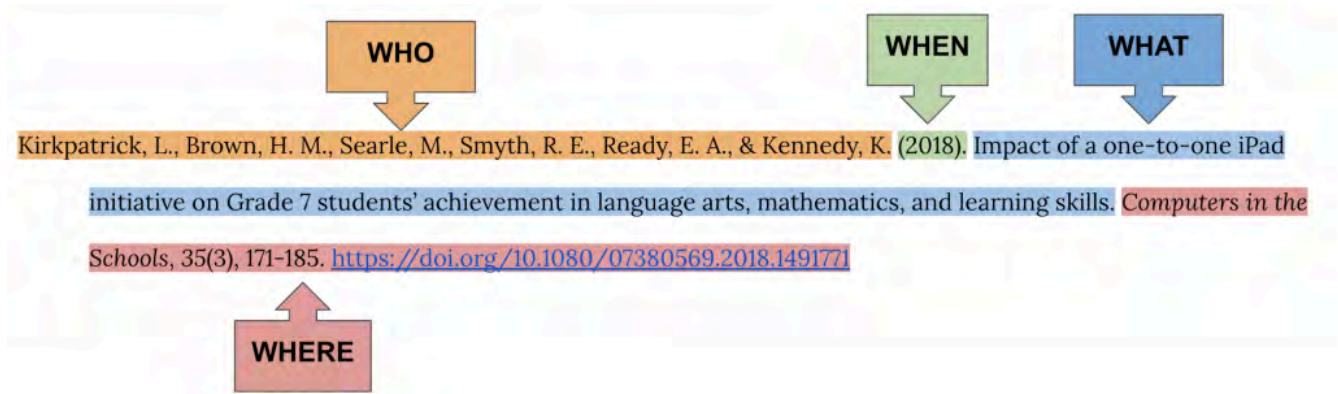 WHO
WHEN
WHAT
Kirkpatrick, L., Brown, H. M., Searle, M., Smyth, R. E., Ready, E. A., & Kennedy, K. (2018). Impact of a one-to-one iPad
initiative on Grade 7 students’ achievement in language arts, mathematics, and learning skills. Computers in the
Schools, 35(3), 171-185. https://doi.org/10.1080/07380569.2018.1491771
WHERE